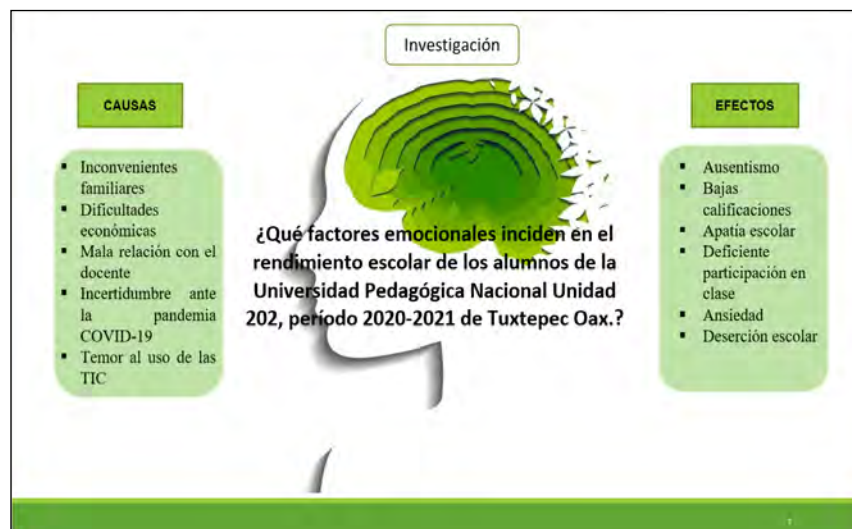 Investigación
CAUSAS
▪ Inconvenientes
familiares
▪ Dificultades
económicas
▪ Mala relación con el
docente
▪ Incertidumbre ante
la pandemia
COVID-19
▪ Temor al uso de las
TIC
¿Qué factores emocionales inciden en el
rendimiento escolar de los alumnos de la
Universidad Pedagógica Nacional Unidad
202, período 2020-2021 de Tuxtepec Oax.?
EFECTOS
▪ Ausentismo
▪ Bajas
calificaciones
▪ Apatía escolar
▪ Deficiente
participación en
clase
▪ Ansiedad
▪ Deserción escolar
1